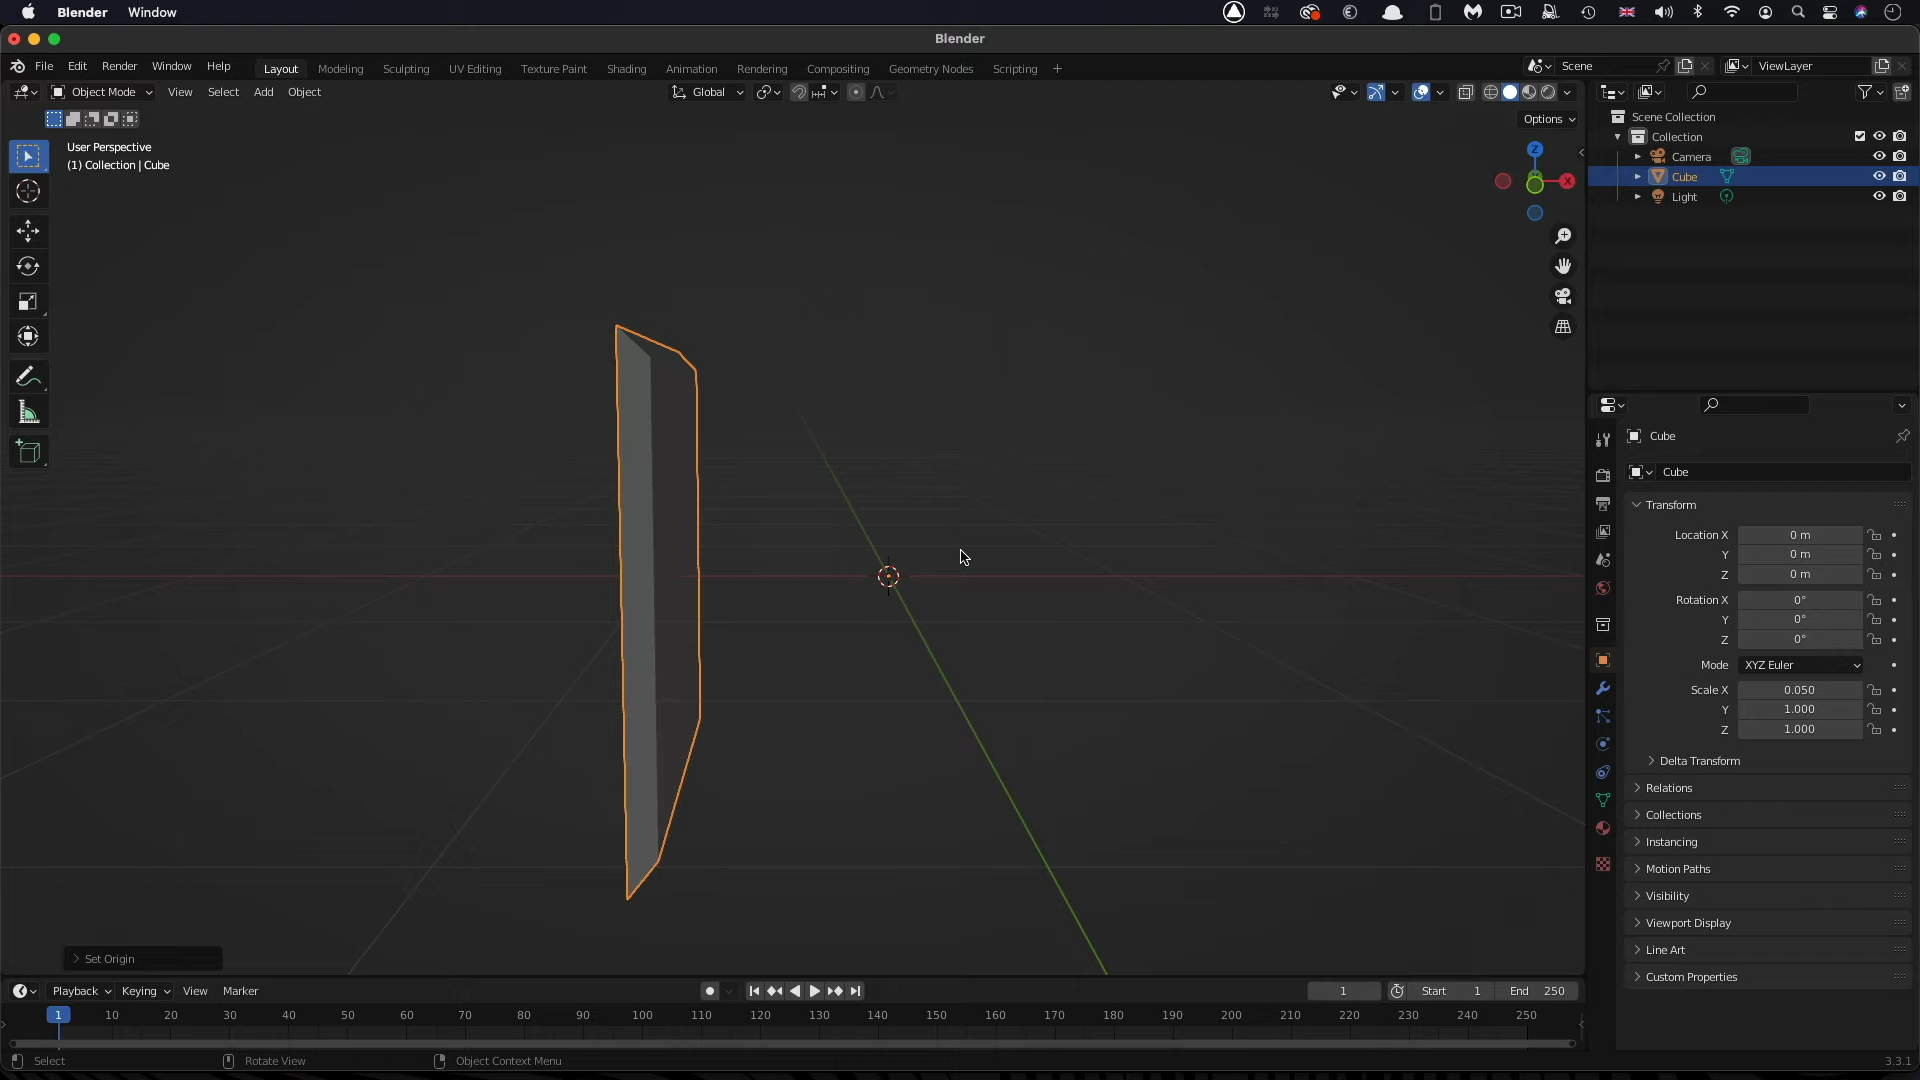 Blender Window
Blender
File Edit Render Window Help Layout Modeling Sculpting UV Editing Texture Paint Shading Animation Rendering Compositing Geometry Nodes Scripting + Scene ViewLayer
Object Mode View Select Add Object Global
Options
User Perspective
(1) Collection | Cube
Z
X
Set Origin
Scene Collection
Collection
Camera
Cube
Light
Cube
Cube
Transform
Location X 0 m
Y 0 m
Z 0 m
Rotation X 0°
Y 0°
Z 0°
Mode XYZ Euler
Scale X 0.050
Y 1.000
Z 1.000
Delta Transform
Relations
Collections
Instancing
Motion Paths
Visibility
Viewport Display
Line Art
Custom Properties
Playback Keying View Marker 1 Start 1 End 250
1 10 20 30 40 50 60 70 80 90 100 110 120 130 140 150 160 170 180 190 200 210 220 230 240 250
Select Rotate View Object Context Menu 3.3.1